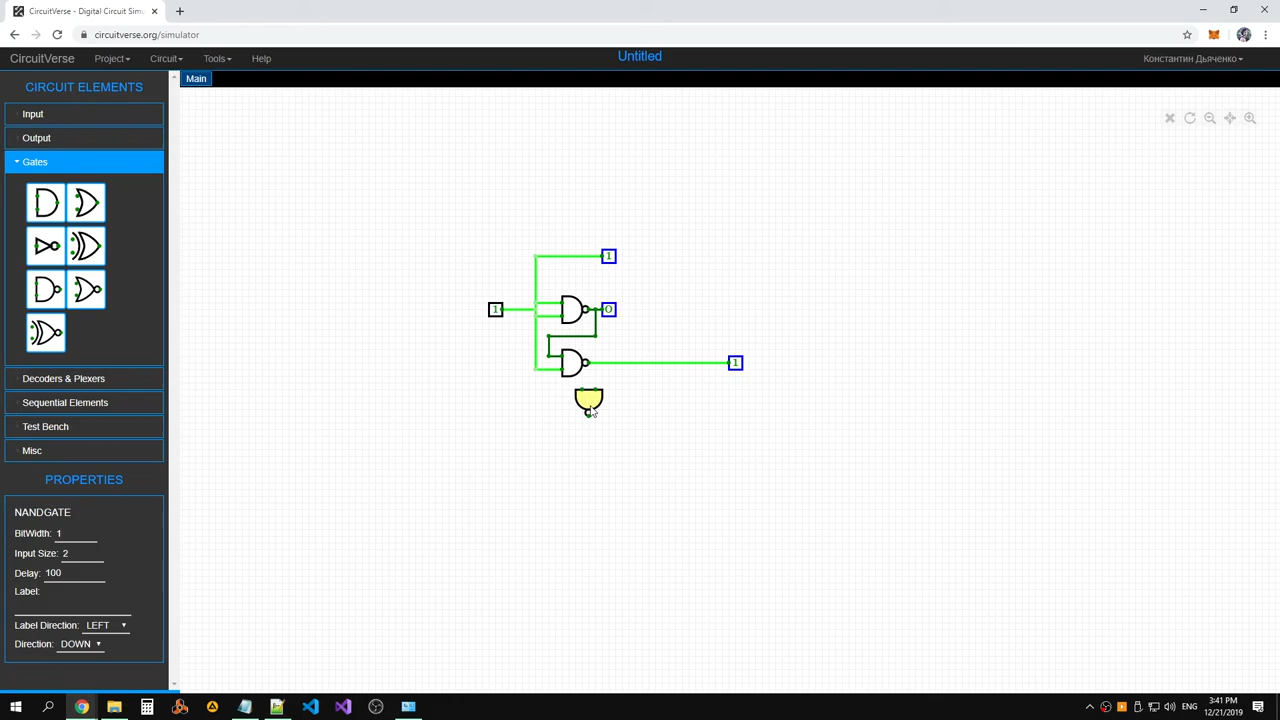 CircuitVerse - Digital Circuit Simu
circuitverse.org/simulator
CircuitVerse
Project
Circuit
Tools
Help
Untitled
Константин Дьяченко
Main
CIRCUIT ELEMENTS
Input
Output
Gates
Decoders & Plexers
Sequential Elements
Test Bench
Misc
PROPERTIES
NANDGATE
BitWidth: 1
Input Size: 2
Delay: 100
Label:
Label Direction: LEFT
Direction: DOWN
1
1
0
1
ENG
3:41 PM
12/21/2019